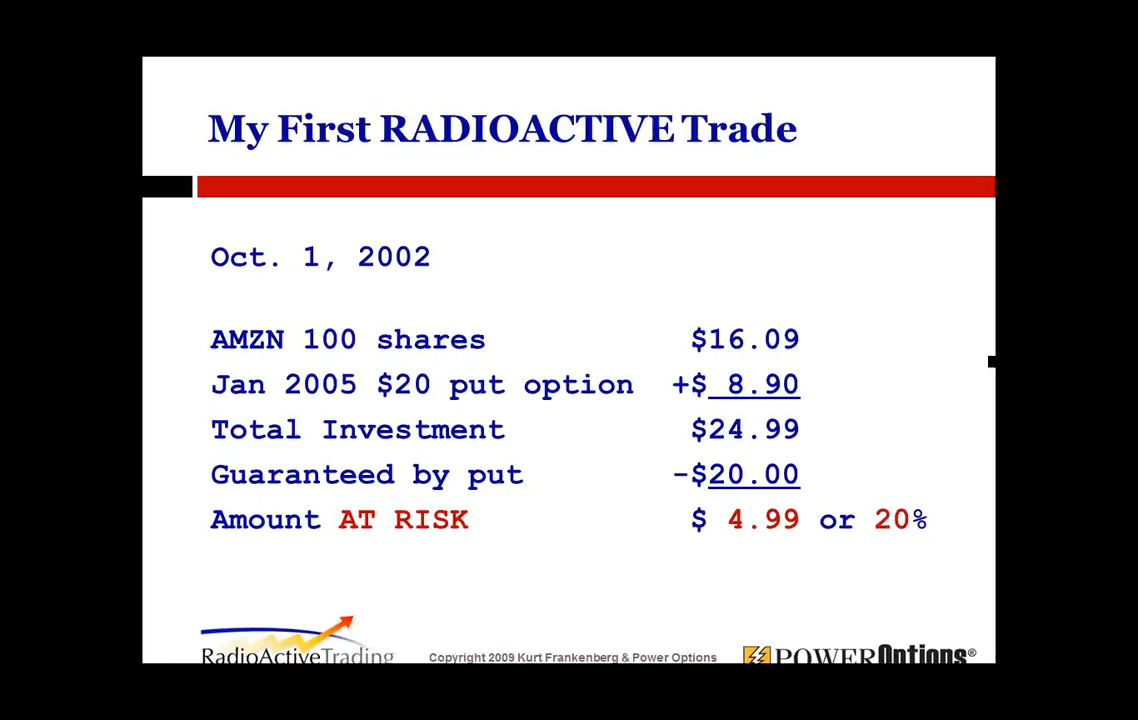 My First RADIOACTIVE Trade
Oct. 1, 2002
AMZN 100 shares $16.09
Jan 2005 $20 put option +$ 8.90
Total Investment $24.99
Guaranteed by put -$20.00
Amount AT RISK $ 4.99 or 20%
RadioActiveTrading Copyright 2009 Kurt Frankenberg & Power Options POWEROptions®